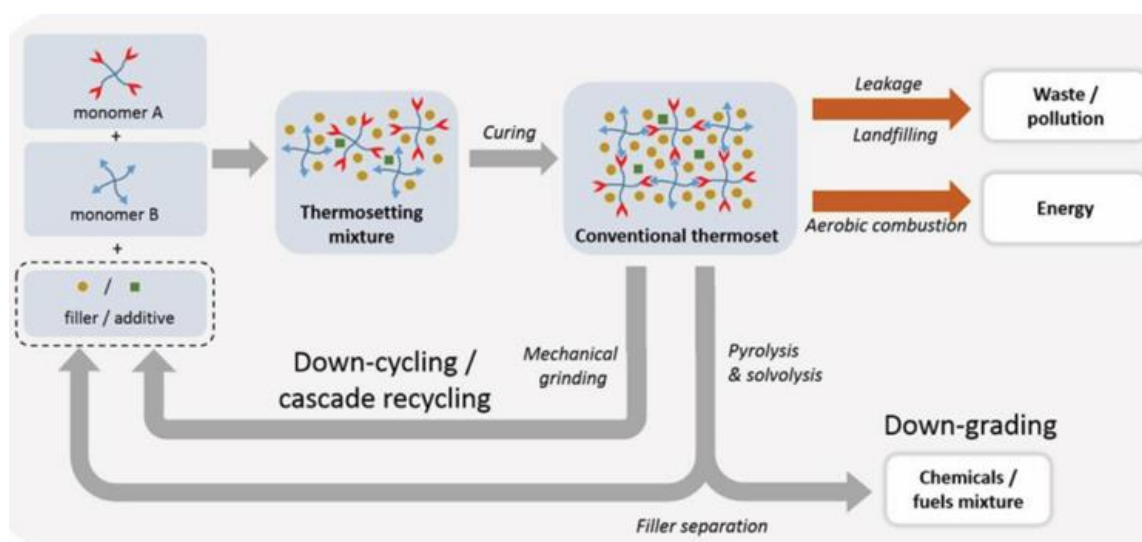 monomer A
+
monomer B
+
/
filler / additive
Thermosetting
mixture
Curing
Conventional thermoset
Leakage
Landfilling
Waste /
pollution
Aerobic combustion
Energy
Down-cycling /
cascade recycling
Mechanical
grinding
Pyrolysis
& solvolysis
Filler separation
Down-grading
Chemicals /
fuels mixture